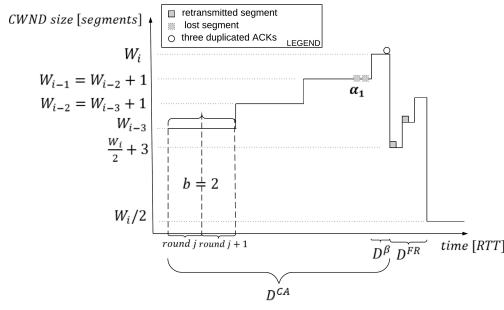 CWND size [segments]
retransmitted segment
lost segment
three duplicated ACKs
LEGEND
W_i
W_{i−1} = W_{i−2} + 1
α_1
W_{i−2} = W_{i−3} + 1
W_{i−3}
W_i/2 + 3
b = 2
W_i/2
round j round j + 1
time [RTT]
D^β D^{FR}
D^{CA}